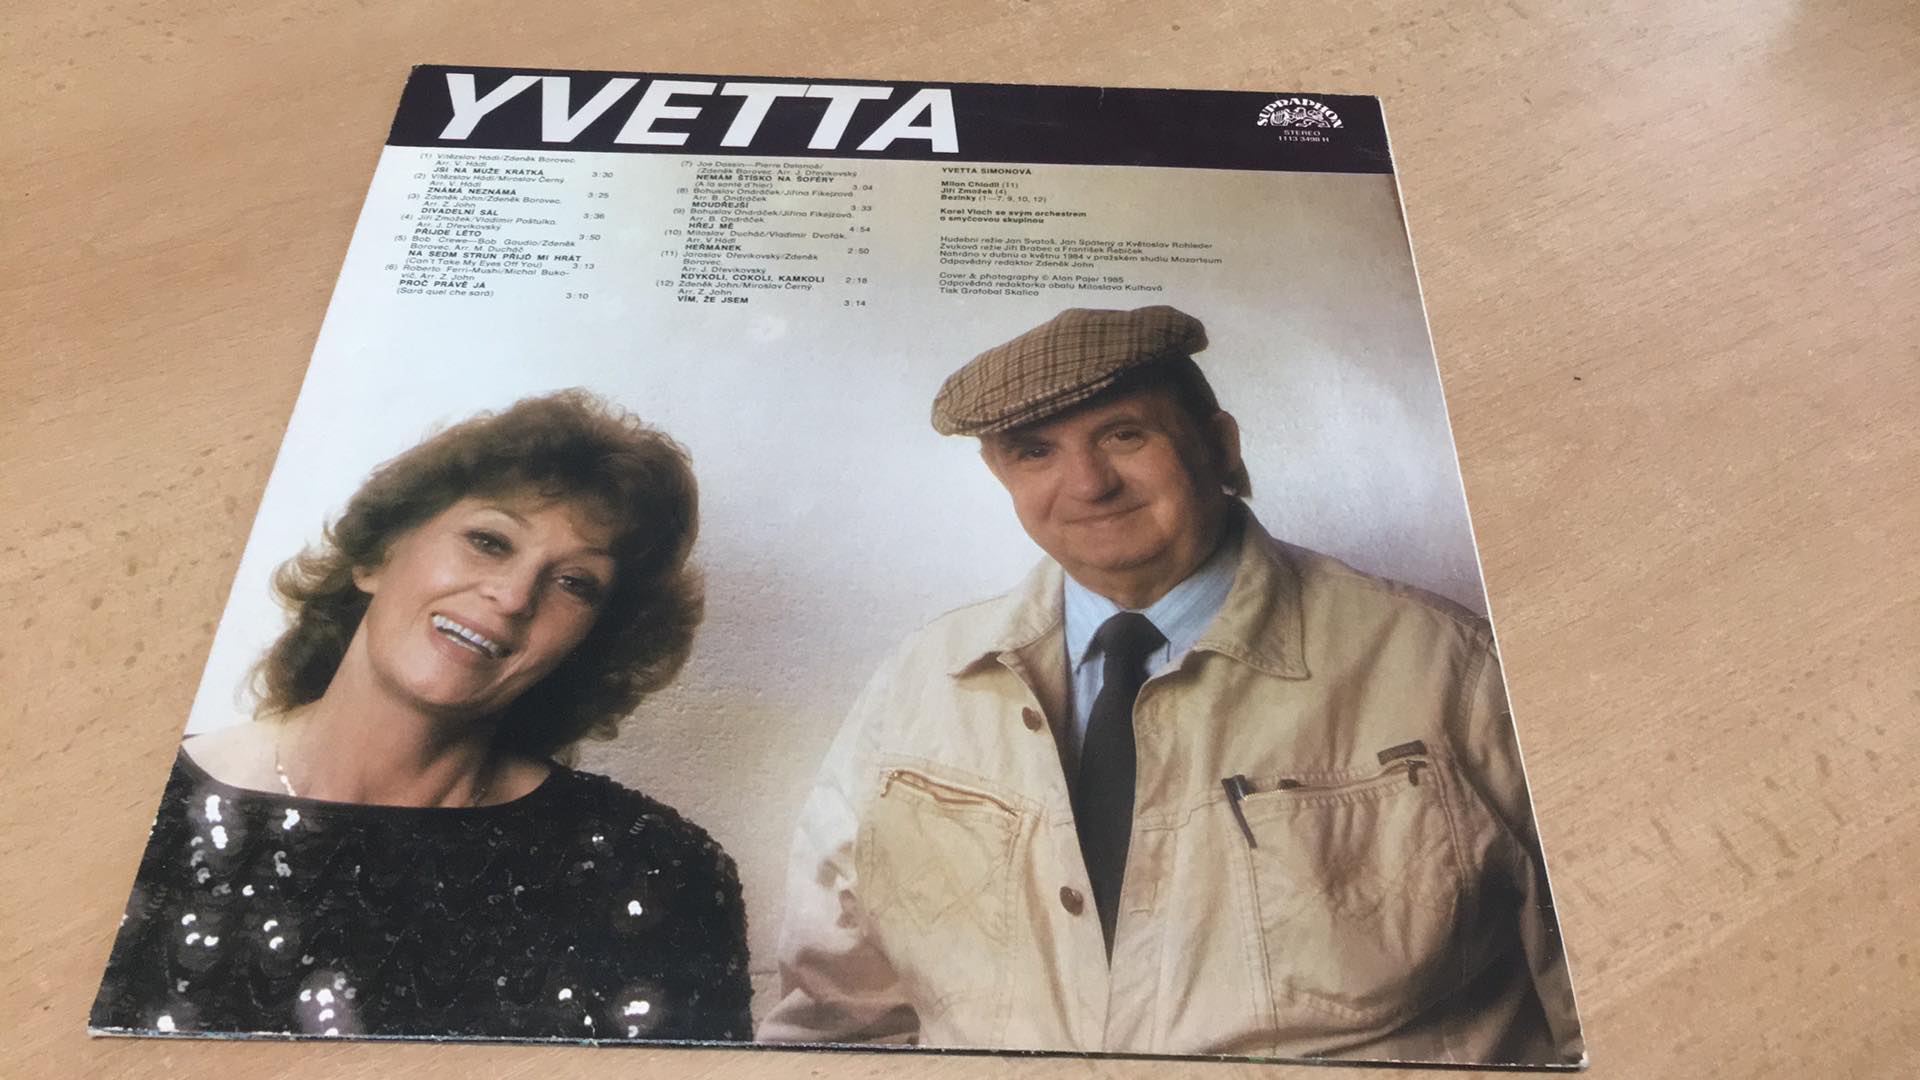 YVETTA
SUPRAPHON
STEREO
1113 3498 H
(1) Vítězslav Hádl/Zdeněk Borovec.
Arr. V. Hádl
JSI NA MUŽE KRÁTKÁ 3:30
(2) Vítězslav Hádl/Miroslav Černý.
Arr. V. Hádl
ZNÁMÁ NEZNÁMÁ 3:25
(3) Zdeněk John/Zdeněk Borovec.
Arr. Z. John
DIVADELNÍ SÁL 3:36
(4) Jiří Zmožek/Vladimír Poštulka.
Arr. J. Dřevikovský
PŘIJDE LÉTO 3:50
(5) Bob Crewe—Bob Gaudio/Zdeněk
Borovec. Arr. M. Ducháč
NA SEDM STRUN PŘIJĎ MI HRÁT
(Can't Take My Eyes Off You) 3:13
(6) Roberto Ferri-Mushi/Michal Buko-
vič. Arr. Z. John
PROČ PRÁVĚ JÁ
(Sará quel che sará) 3:10
(7) Joe Dassin—Pierre Delanoë/
/Zdeněk Borovec. Arr. J. Dřevikovský
NEMÁM ŠTÍSKO NA ŠOFÉRY
(A la santé d'hier) 3:04
(8) Bohuslav Ondráček/Jiřina Fikejzová
Arr. B. Ondráček
MOUDŘEJŠÍ 3:33
(9) Bohuslav Ondráček/Jiřina Fikejzová.
Arr. B. Ondráček
HŘEJ MĚ 4:54
(10) Miloslav Ducháč/Vladimír Dvořák.
Arr. V Hádl
HEŘMÁNEK 2:50
(11) Jaroslav Dřevikovský/Zdeněk
Borovec.
Arr. J. Dřevikovský
KDYKOLI, COKOLI, KAMKOLI 2:18
(12) Zdeněk John/Miroslav Černý.
Arr. Z. John
VÍM, ŽE JSEM 3:14
YVETTA SIMONOVÁ
Milan Chladil (11)
Jiří Zmožek (4)
Bezinky (1—7, 9, 10, 12)
Karel Vlach se svým orchestrem
a smyčcovou skupinou
Hudební režie Jan Svatoš, Jan Spálený a Květoslav Rohleder
Zvuková režie Jiří Brabec a František Řebíček
Nahráno v dubnu a květnu 1984 v pražském studiu Mozarteum
Odpovědný redaktor Zdeněk John
Cover & photography © Alan Pajer 1985
Odpovědná redaktorka obalu Miloslava Kulhavá
Tisk Grafobal Skalica